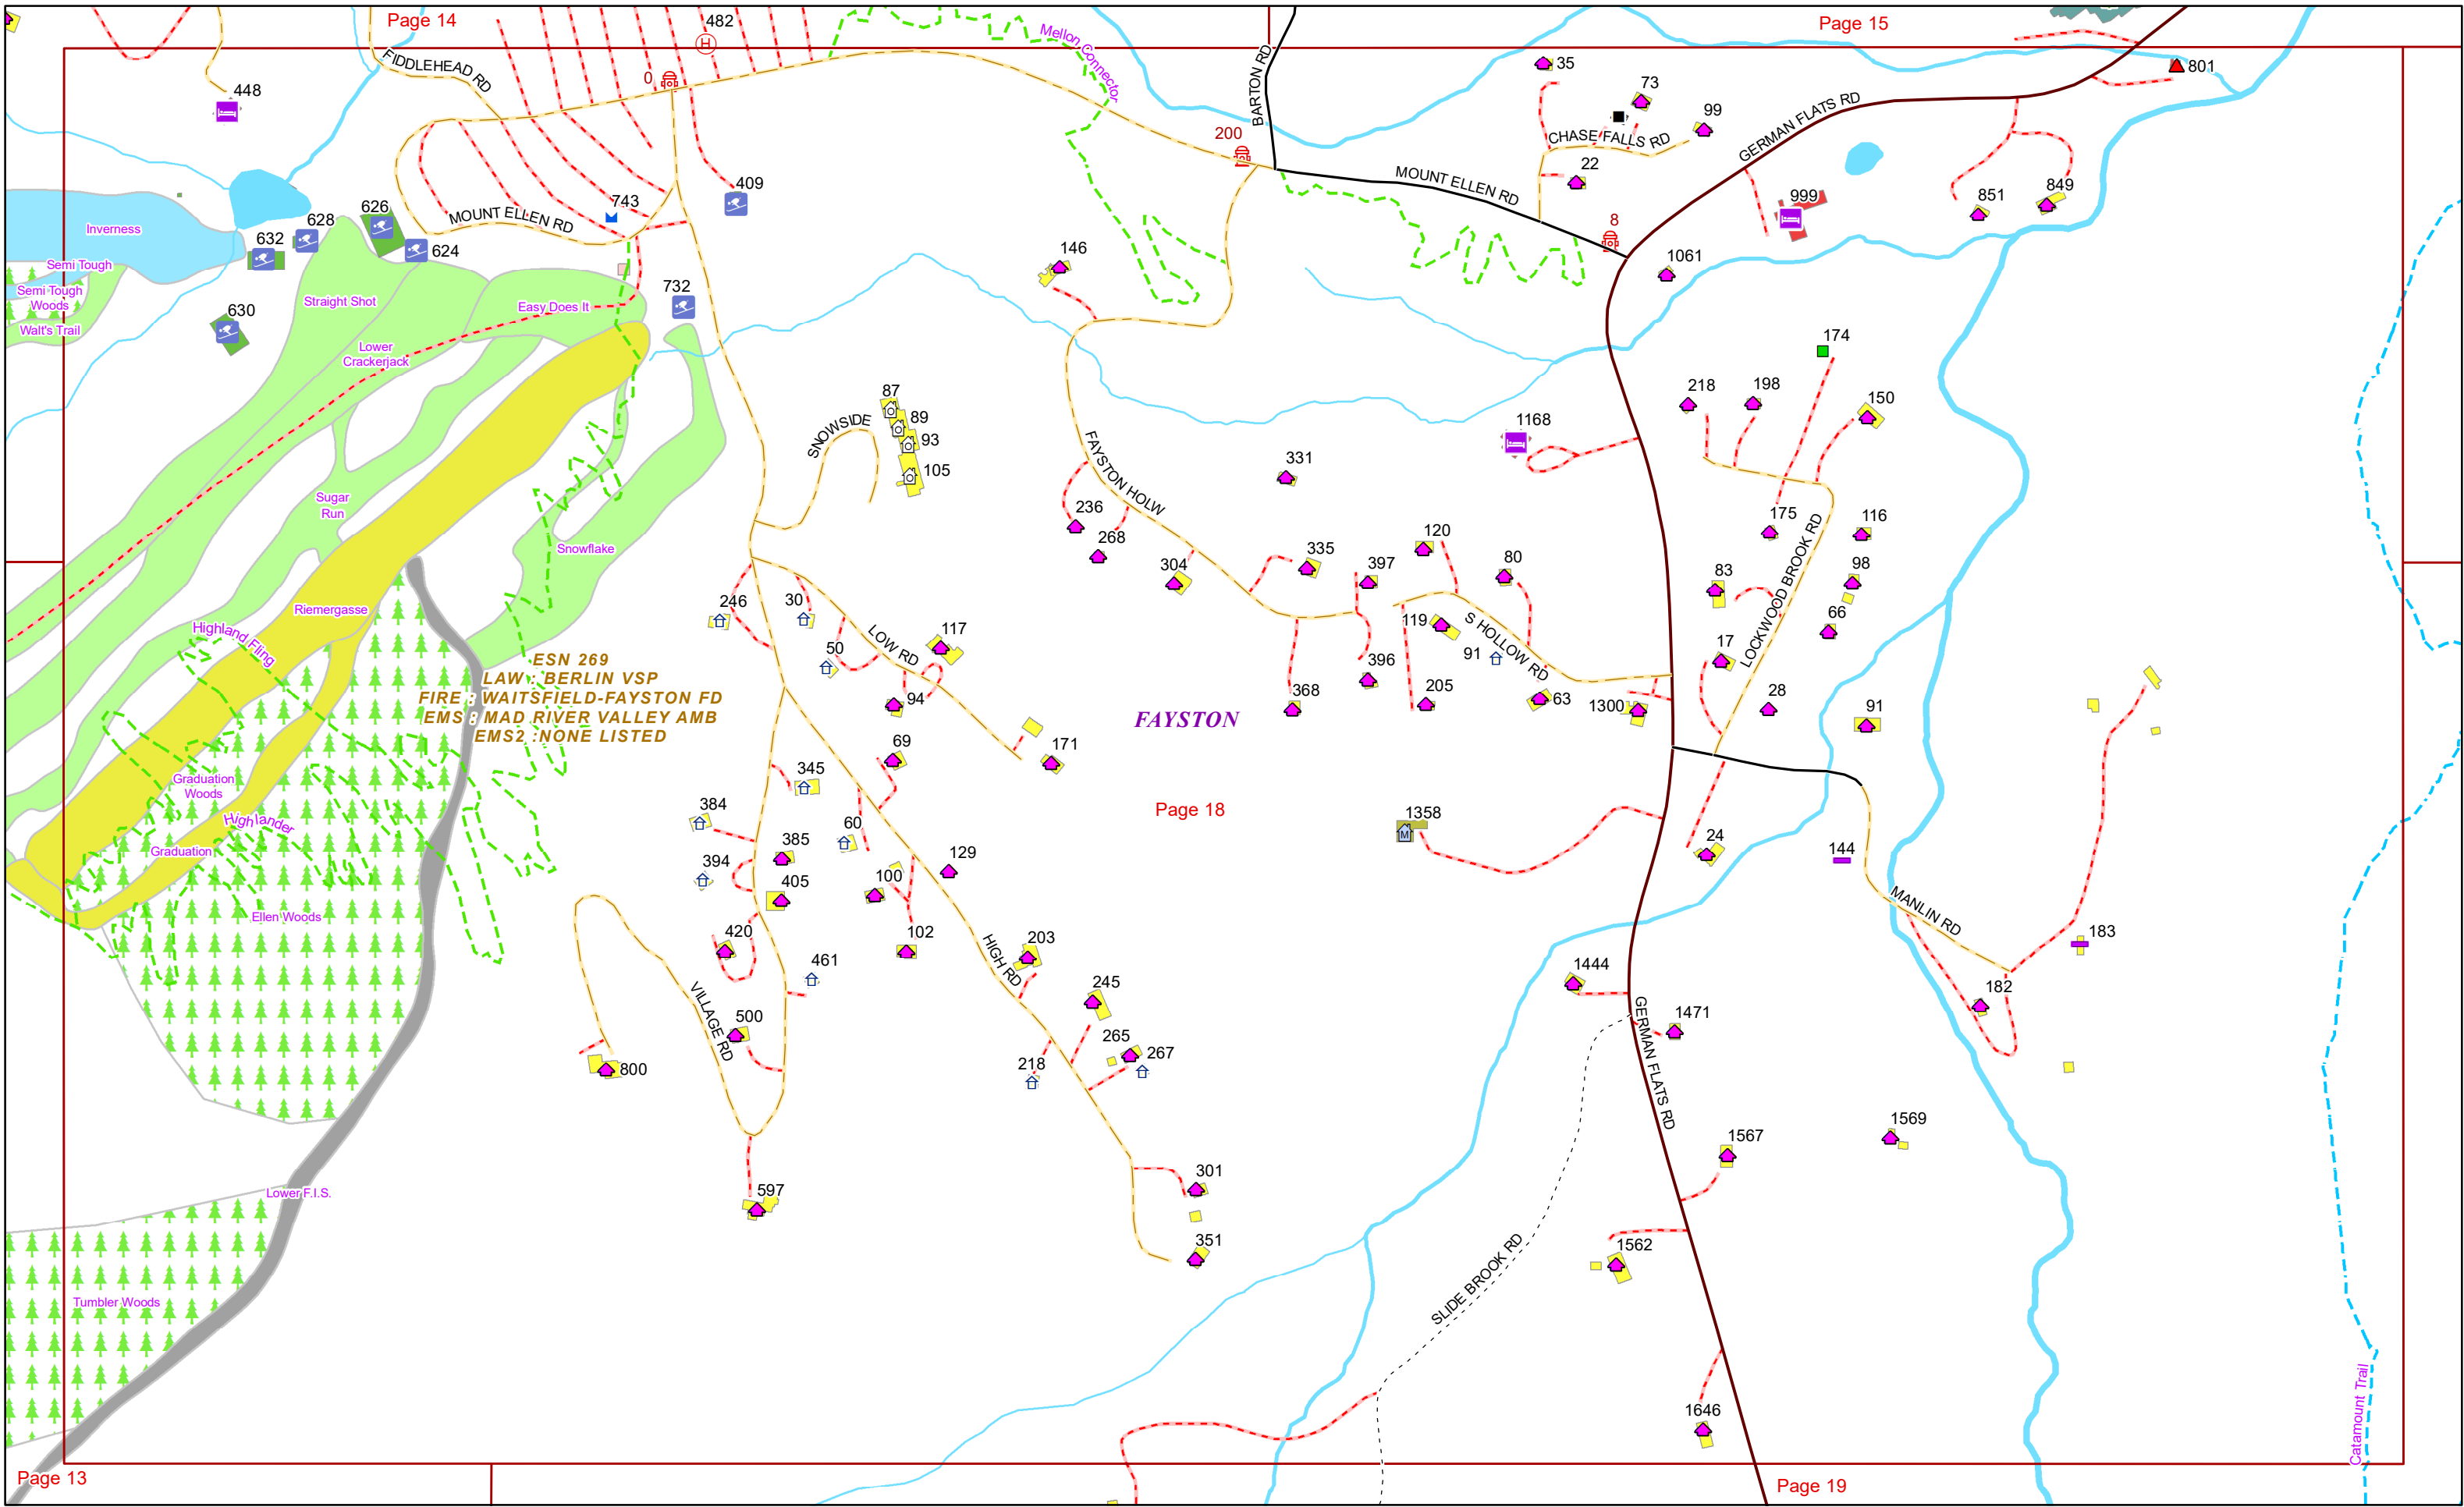 Page 14
482
H
Mellon Connector
Page 15
FIDDLEHEAD RD
0
448
BARTON RD
35
801
73
99
GERMAN FLATS RD
200
CHASE FALLS RD
22
MOUNT ELLEN RD
409
743
626
628
632
624
MOUNT ELLEN RD
999
851
849
8
Inverness
146
1061
Semi Tough
Semi Tough
Woods
Walt's Trail
630
Straight Shot
Easy Does It
732
Lower
Crackerjack
174
218
198
150
87
89
93
105
SNOWSIDE
1168
FAYSTON HOLW
331
Sugar
Run
236
268
120
175
116
Snowflake
304
335
397
80
83
98
LOCKWOOD BROOK RD
Riemergasse
246
30
66
Highland Fling
50
LOW RD
117
119
S HOLLOW RD
91
17
ESN 269
LAW : BERLIN VSP
FIRE : WAITSFIELD-FAYSTON FD
EMS : MAD RIVER VALLEY AMB
EMS2 :NONE LISTED
94
396
368
205
63
1300
28
91
FAYSTON
69
171
345
Graduation
Woods
Page 18
384
60
1358
M
Highlander
Graduation
385
24
144
394
129
100
405
MANLIN RD
Ellen Woods
420
102
203
183
461
HIGH RD
1444
182
VILLAGE RD
245
500
1471
GERMAN FLATS RD
265
267
218
800
1569
1567
301
597
Lower F.I.S.
351
1562
SLIDE BROOK RD
Tumbler Woods
1646
Catamount Trail
Page 13
Page 19